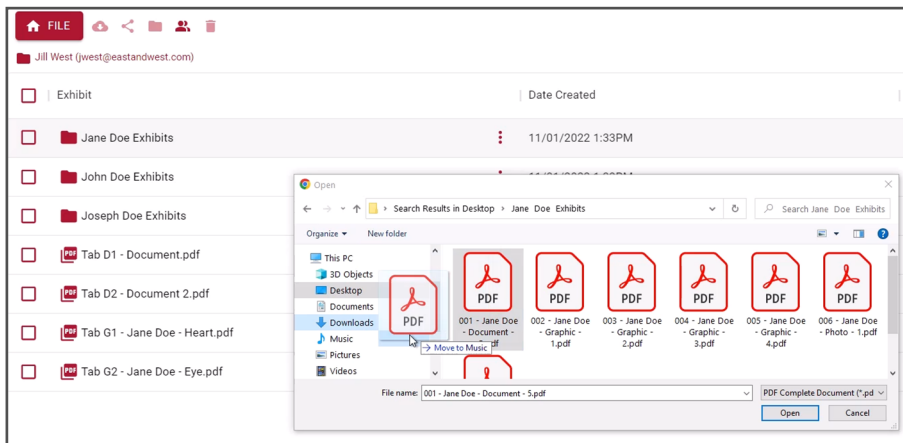 FILE
Jill West (jwest@eastandwest.com)
Exhibit
Date Created
Jane Doe Exhibits
11/01/2022 1:33PM
John Doe Exhibits
Joseph Doe Exhibits
Tab D1 - Document.pdf
Tab D2 - Document 2.pdf
Tab G1 - Jane Doe - Heart.pdf
Tab G2 - Jane Doe - Eye.pdf
Open
Search Results in Desktop > Jane Doe Exhibits
Search Jane Doe Exhibits
Organize
New folder
This PC
3D Objects
Desktop
Documents
Downloads
Music
Pictures
Videos
PDF
Move to Music
PDF
001 - Jane Doe
- Document -
PDF
002 - Jane Doe
- Graphic -
1.pdf
PDF
003 - Jane Doe
- Graphic -
2.pdf
PDF
004 - Jane Doe
- Graphic -
3.pdf
PDF
005 - Jane Doe
- Graphic -
4.pdf
PDF
006 - Jane Doe
- Photo - 1.pdf
File name:
001 - Jane Doe - Document - 5.pdf
PDF Complete Document (*.pd
Open
Cancel